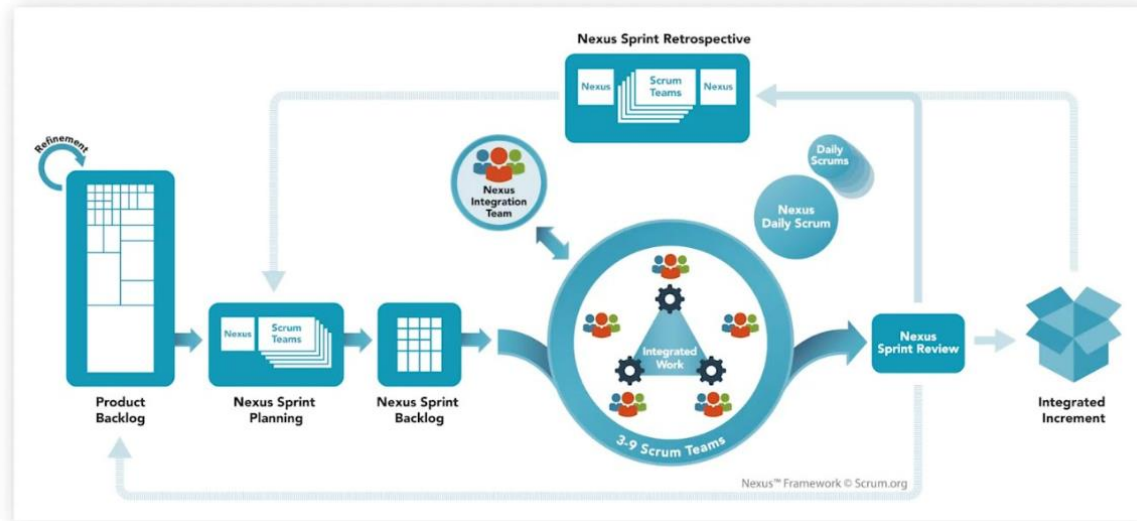 Nexus Sprint Retrospective
Nexus
Scrum
Teams
Nexus
Refinement
Daily
Scrums
Nexus
Integration
Team
Nexus
Daily Scrum
Nexus
Scrum
Teams
Integrated
Work
Nexus
Sprint Review
Product
Backlog
Nexus Sprint
Planning
Nexus Sprint
Backlog
3-9 Scrum Teams
Integrated
Increment
Nexus™ Framework © Scrum.org